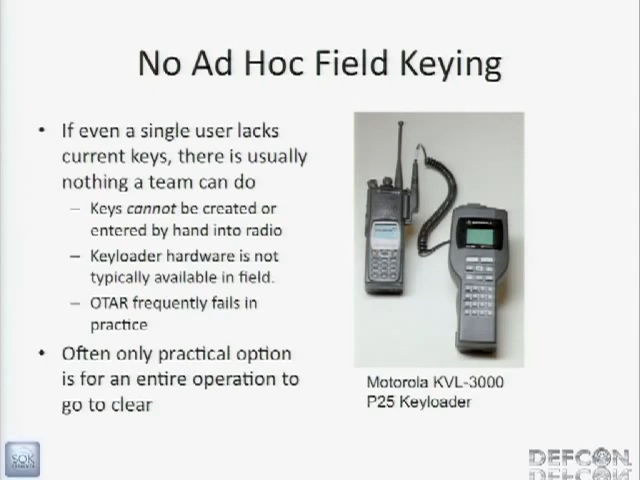 No Ad Hoc Field Keying
• If even a single user lacks
current keys, there is usually
nothing a team can do
– Keys cannot be created or
entered by hand into radio
– Keyloader hardware is not
typically available in field.
– OTAR frequently fails in
practice
• Often only practical option
is for an entire operation to
go to clear
Motorola KVL-3000
P25 Keyloader
SOK
DEFCON